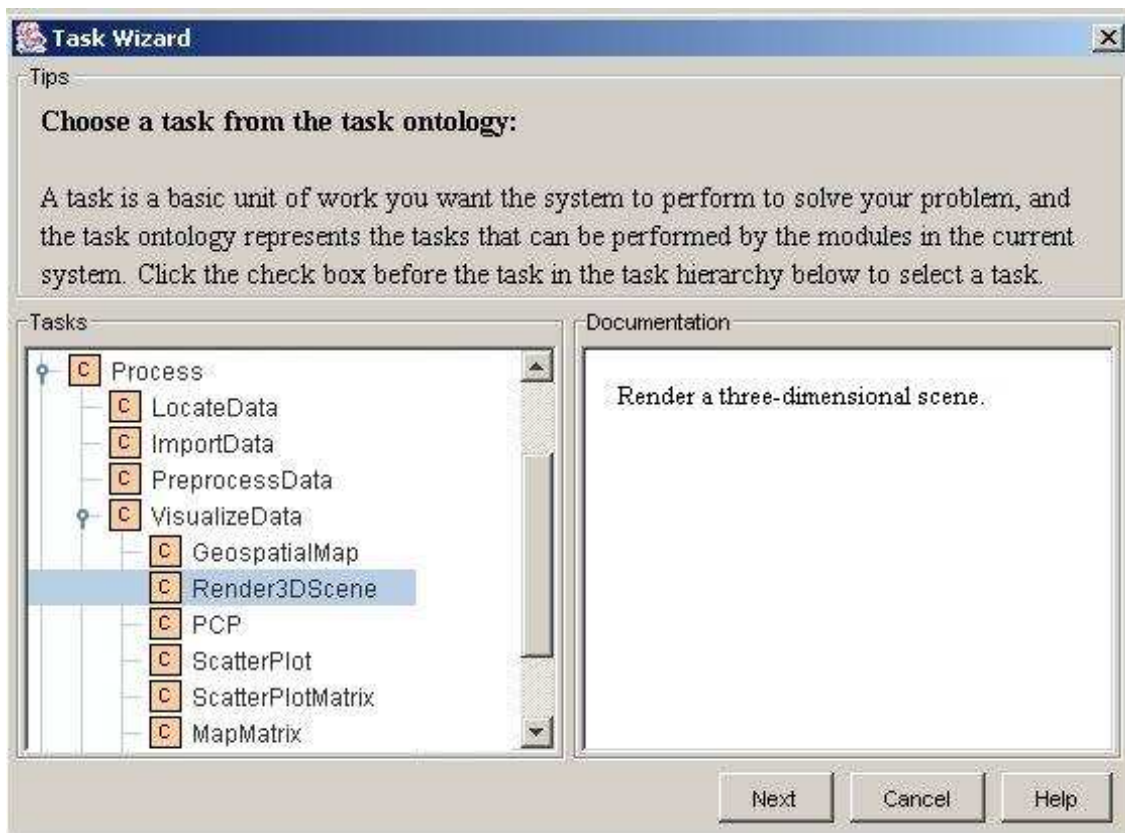 Task Wizard
Tips
Choose a task from the task ontology:
A task is a basic unit of work you want the system to perform to solve your problem, and
the task ontology represents the tasks that can be performed by the modules in the current
system. Click the check box before the task in the task hierarchy below to select a task.
Tasks
C Process
C LocateData
C ImportData
C PreprocessData
C VisualizeData
C GeospatialMap
C Render3DScene
C PCP
C ScatterPlot
C ScatterPlotMatrix
C MapMatrix
Documentation
Render a three-dimensional scene.
Next
Cancel
Help